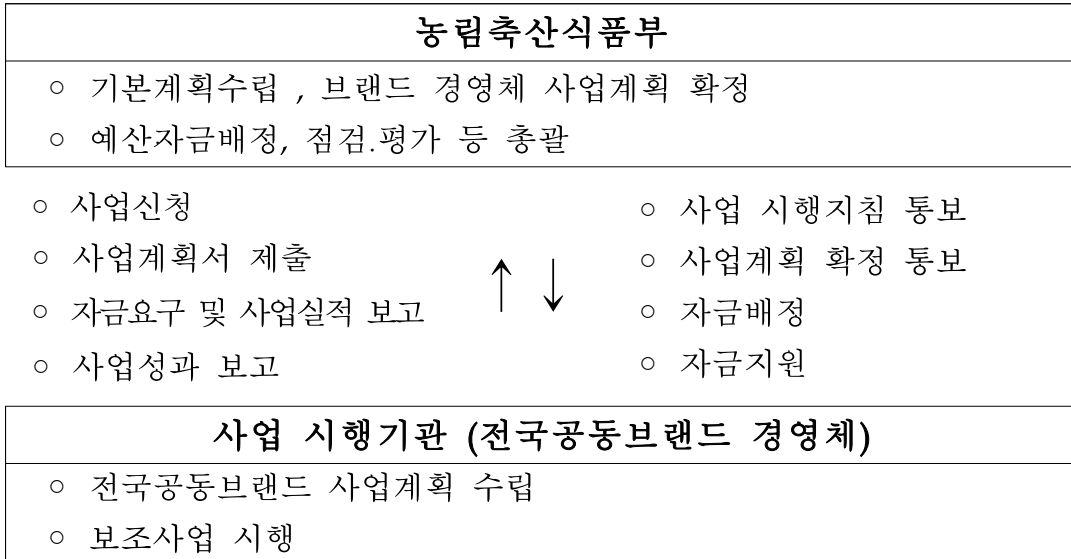 농림축산식품부
○ 기본계획수립 , 브랜드 경영체 사업계획 확정
○ 예산자금배정, 점검.평가 등 총괄
○ 사업신청
○ 사업계획서 제출
○ 자금요구 및 사업실적 보고
○ 사업성과 보고
↑ ↓
○ 사업 시행지침 통보
○ 사업계획 확정 통보
○ 자금배정
○ 자금지원
사업 시행기관 (전국공동브랜드 경영체)
○ 전국공동브랜드 사업계획 수립
○ 보조사업 시행